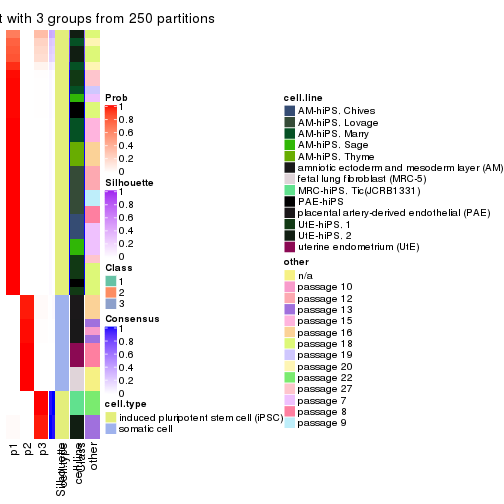 t with 3 groups from 250 partitions
Prob
1
0.8
0.6
0.4
0.2
0
Silhouette
1
0.8
0.6
0.4
0.2
0
Class
1
2
3
Consensus
1
0.8
0.6
0.4
0.2
0
cell.type
induced pluripotent stem cell (iPSC)
somatic cell
cell.line
AM-hiPS. Chives
AM-hiPS. Lovage
AM-hiPS. Marry
AM-hiPS. Sage
AM-hiPS. Thyme
amniotic ectoderm and mesoderm layer (AM)
fetal lung fibroblast (MRC-5)
MRC-hiPS. Tic(JCRB1331)
PAE-hiPS
placental artery-derived endothelial (PAE)
UtE-hiPS. 1
UtE-hiPS. 2
uterine endometrium (UtE)
other
n/a
passage 10
passage 12
passage 13
passage 15
passage 16
passage 18
passage 19
passage 20
passage 22
passage 27
passage 7
passage 8
passage 9
p1
p2
p3
Silhouette
cell.type
cell.line
Class
other